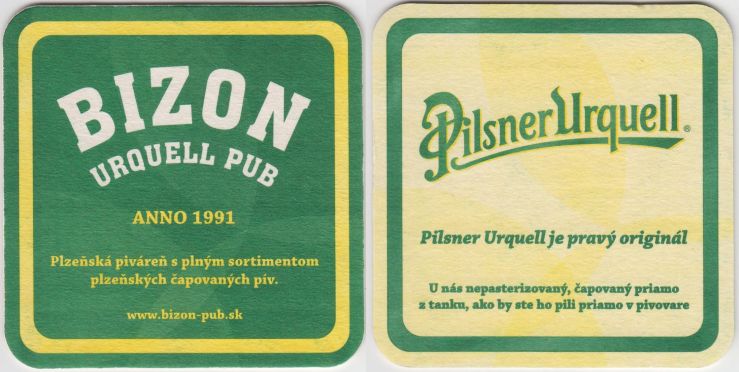 BIZON
URQUELL PUB
ANNO 1991
Plzeňská piváreň s plným sortimentom
plzeňských čapovaných pív.
www.bizon-pub.sk
Pilsner Urquell®
Pilsner Urquell je pravý originál
U nás nepasterizovaný, čapovaný priamo
z tanku, ako by ste ho pili priamo v pivovare